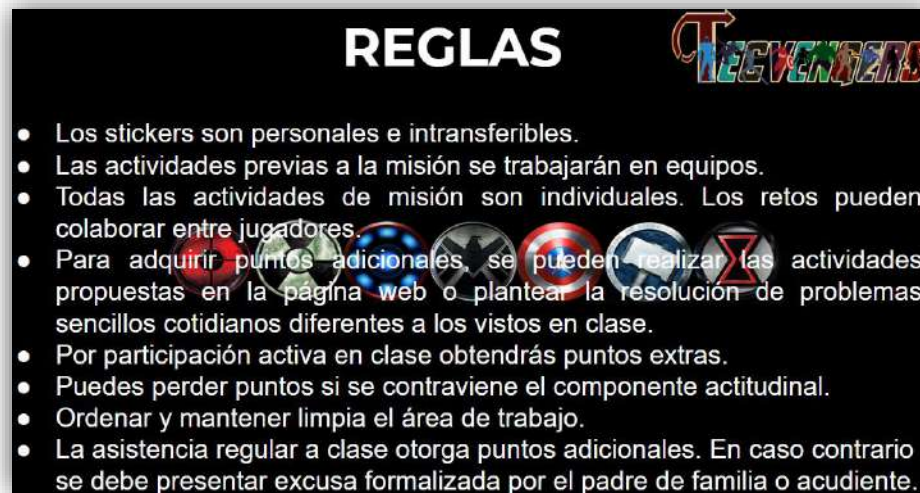 REGLAS
TECVENGERS
● Los stickers son personales e intransferibles.
● Las actividades previas a la misión se trabajarán en equipos.
● Todas las actividades de misión son individuales. Los retos pueden
colaborar entre jugadores.
● Para adquirir puntos adicionales, se pueden realizar las actividades
propuestas en la página web o plantear la resolución de problemas
sencillos cotidianos diferentes a los vistos en clase.
● Por participación activa en clase obtendrás puntos extras.
● Puedes perder puntos si se contraviene el componente actitudinal.
● Ordenar y mantener limpia el área de trabajo.
● La asistencia regular a clase otorga puntos adicionales. En caso contrario
se debe presentar excusa formalizada por el padre de familia o acudiente.